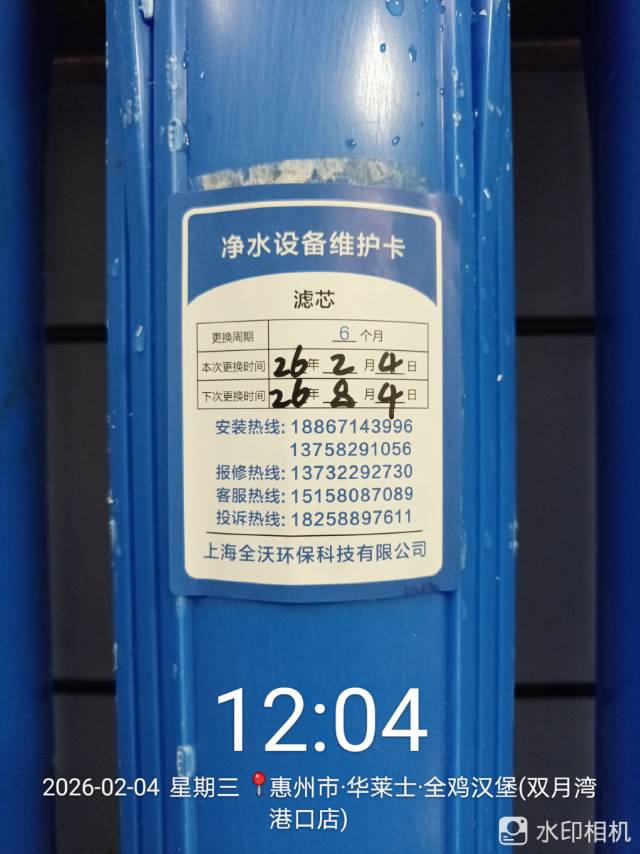 净水设备维护卡
滤芯
更换周期 6 个月
本次更换时间 26年 2 月 4 日
下次更换时间 26年 8 月 4 日
安装热线: 18867143996
13758291056
报修热线: 13732292730
客服热线: 15158087089
投诉热线: 18258897611
上海全沃环保科技有限公司
12:04
2026-02-04 星期三 📍惠州市·华莱士·全鸡汉堡(双月湾
港口店)
水印相机